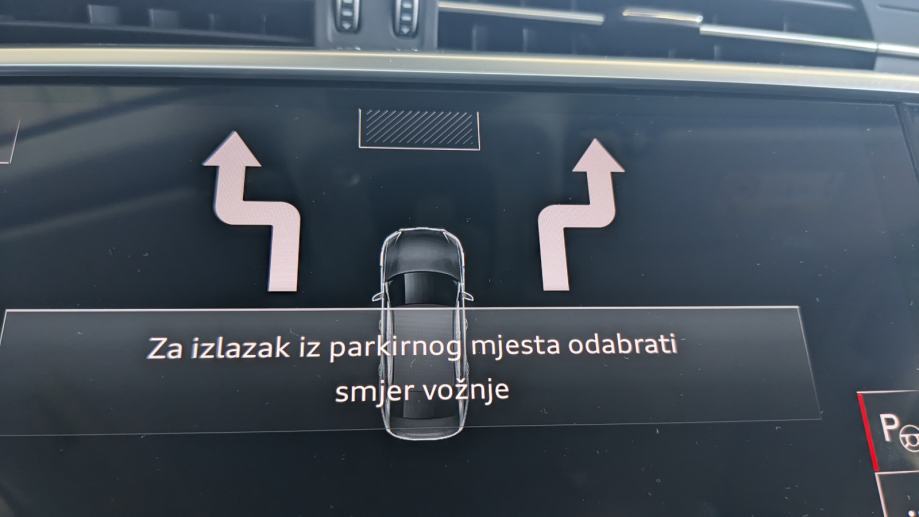 Za izlazak iz parkirnog mjesta odabrati
smjer vožnje
P